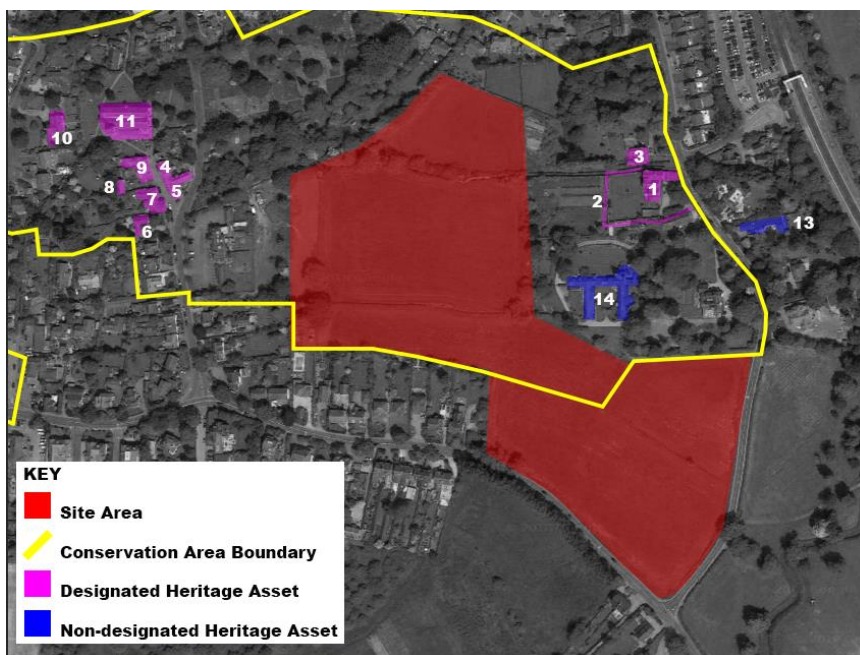 11
10
9
4
3
8
5
7
1
2
6
13
14
KEY
Site Area
Conservation Area Boundary
Designated Heritage Asset
Non-designated Heritage Asset